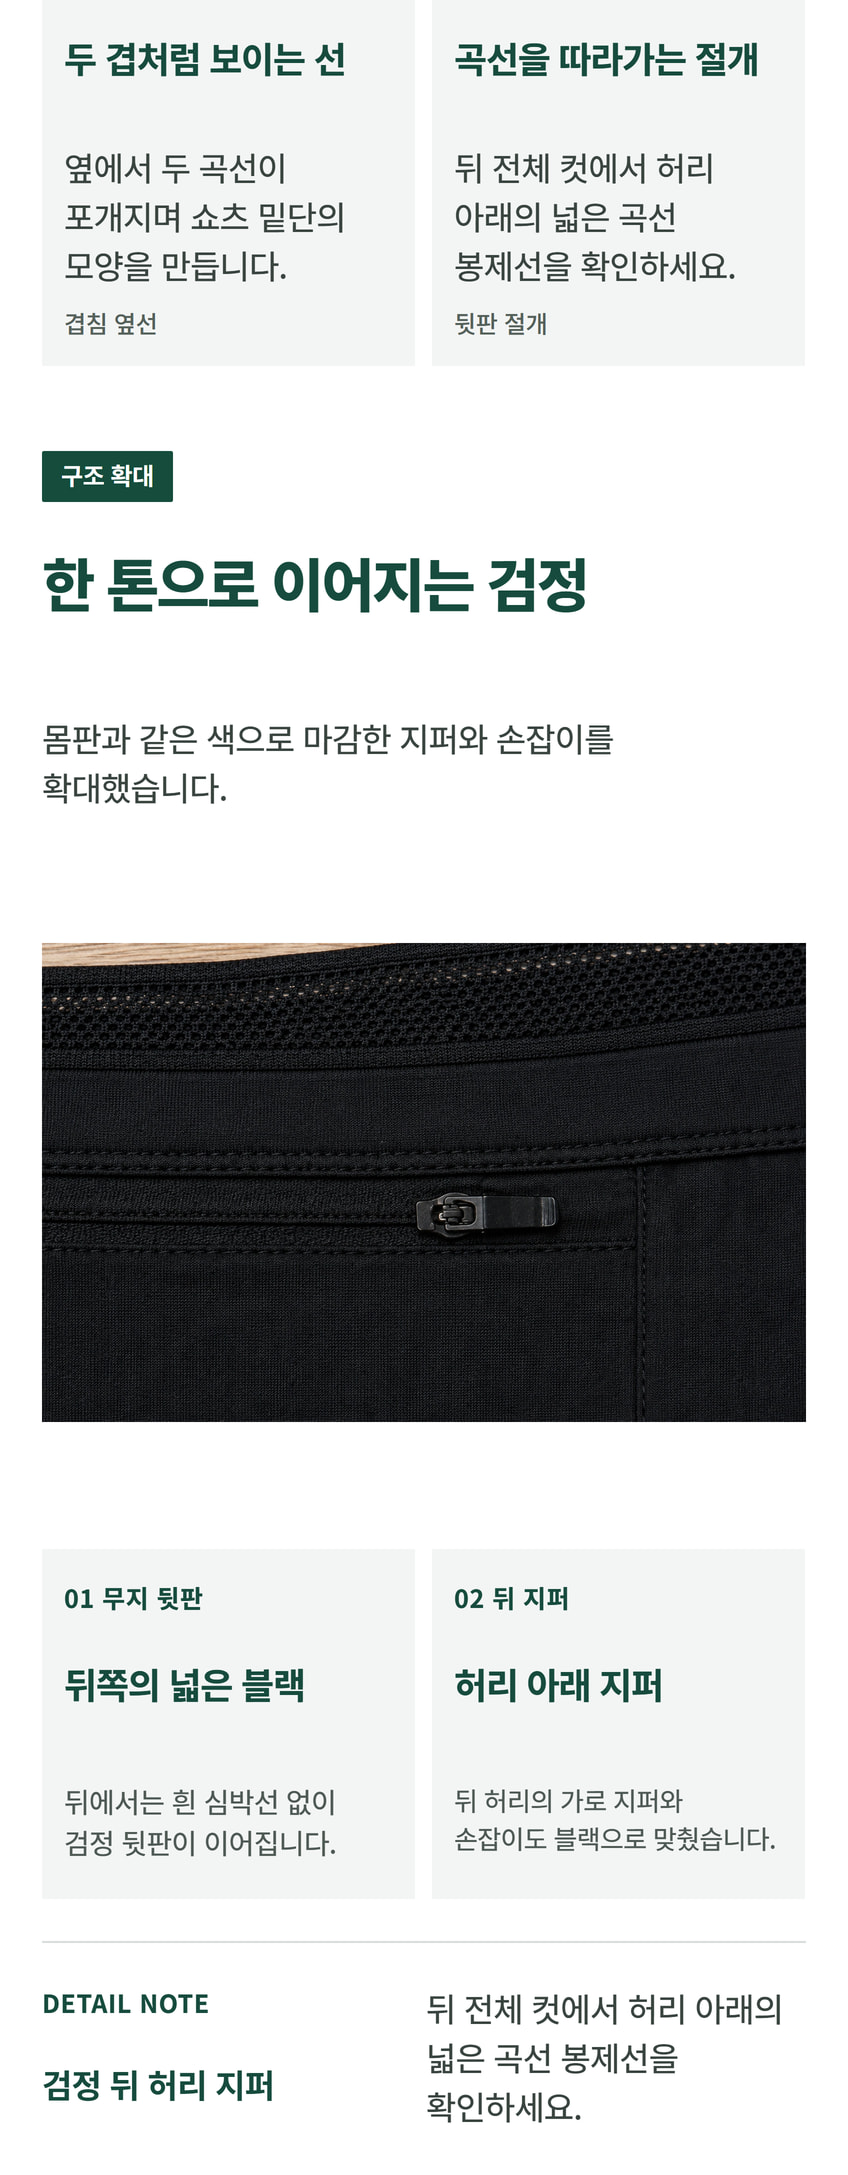 두 겹처럼 보이는 선
옆에서 두 곡선이
포개지며 쇼츠 밑단의
모양을 만듭니다.
겹침 옆선
곡선을 따라가는 절개
뒤 전체 컷에서 허리
아래의 넓은 곡선
봉제선을 확인하세요.
뒷판 절개
구조 확대
한 톤으로 이어지는 검정
몸판과 같은 색으로 마감한 지퍼와 손잡이를
확대했습니다.
01 무지 뒷판
뒤쪽의 넓은 블랙
뒤에서는 흰 심박선 없이
검정 뒷판이 이어집니다.
02 뒤 지퍼
허리 아래 지퍼
뒤 허리의 가로 지퍼와
손잡이도 블랙으로 맞췄습니다.
DETAIL NOTE
검정 뒤 허리 지퍼
뒤 전체 컷에서 허리 아래의
넓은 곡선 봉제선을
확인하세요.